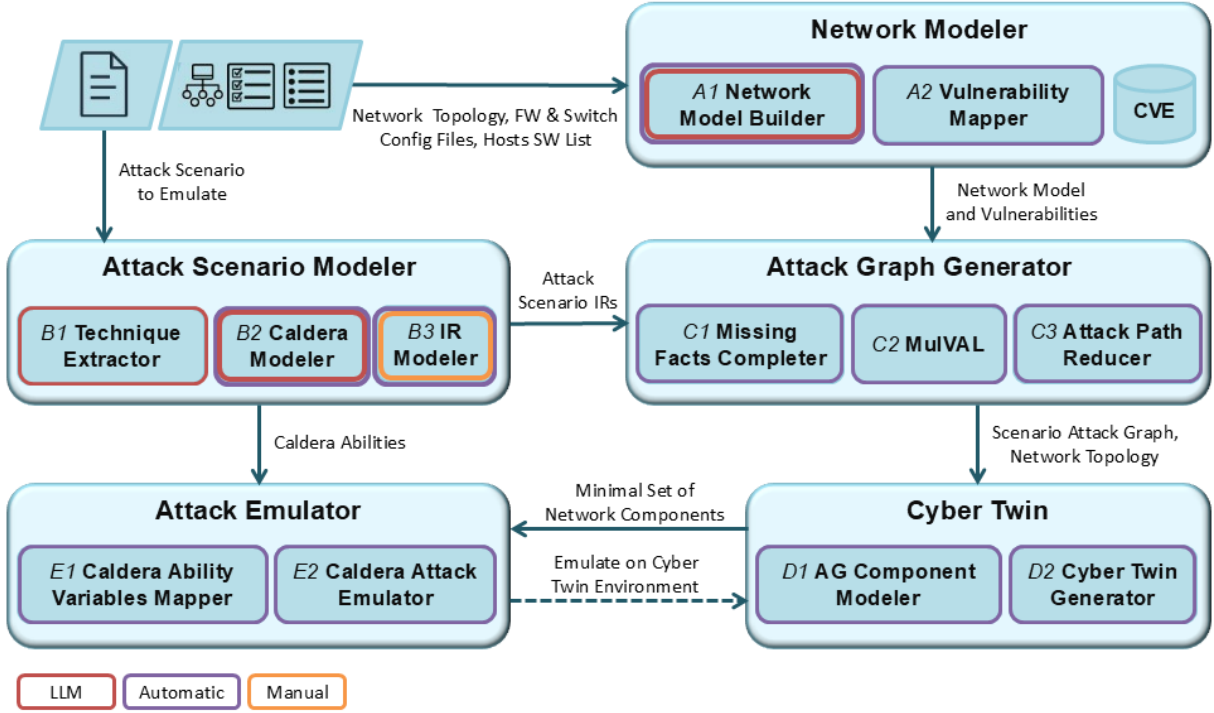 Network Modeler
A1 Network
Model Builder
A2 Vulnerability
Mapper
CVE
Network Topology, FW & Switch
Config Files, Hosts SW List
Attack Scenario
to Emulate
Network Model
and Vulnerabilities
Attack Scenario Modeler
B1 Technique
Extractor
B2 Caldera
Modeler
B3 IR
Modeler
Attack
Scenario IRs
Attack Graph Generator
C1 Missing
Facts Completer
C2 MulVAL
C3 Attack Path
Reducer
Caldera Abilities
Scenario Attack Graph,
Network Topology
Attack Emulator
E1 Caldera Ability
Variables Mapper
E2 Caldera Attack
Emulator
Minimal Set of
Network Components
Emulate on Cyber
Twin Environment
Cyber Twin
D1 AG Component
Modeler
D2 Cyber Twin
Generator
LLM
Automatic
Manual